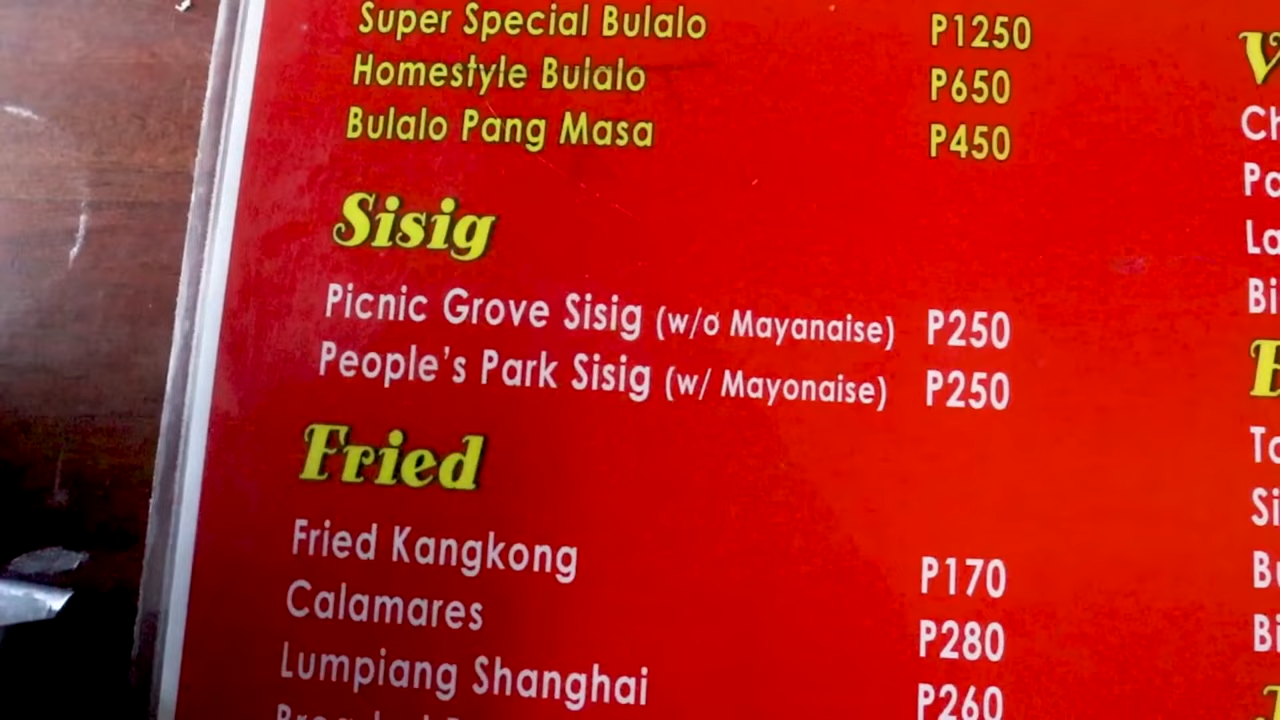 Super Special Bulalo P1250
Homestyle Bulalo P650
Bulalo Pang Masa P450
Sisig
Picnic Grove Sisig (w/o Mayanaise) P250
People's Park Sisig (w/ Mayonaise) P250
Fried
Fried Kangkong P170
Calamares P280
Lumpiang Shanghai P260